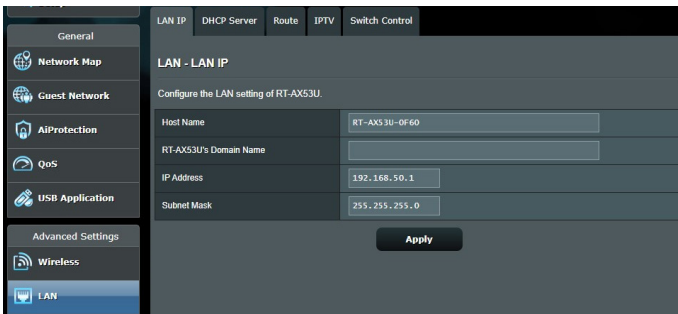 LAN IP DHCP Server Route IPTV Switch Control
General
Network Map
Guest Network
AiProtection
QoS
USB Application
Advanced Settings
Wireless
LAN
LAN - LAN IP
Configure the LAN setting of RT-AX53U.
Host Name RT-AX53U-0F60
RT-AX53U's Domain Name
IP Address 192.168.50.1
Subnet Mask 255.255.255.0
Apply